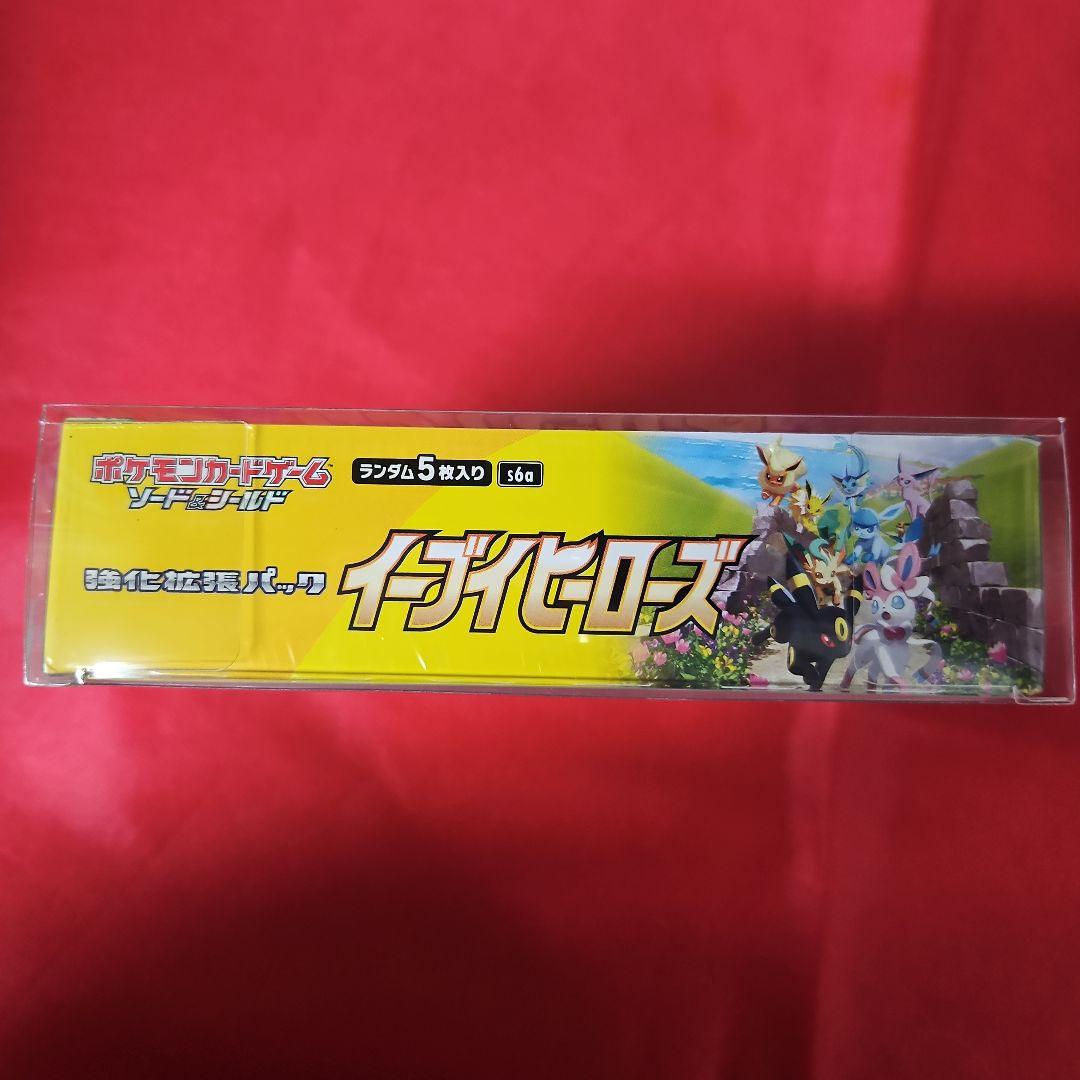 ポケモンカードゲーム™
ソード&シールド
ランダム5枚入り s6a
強化拡張パック イーブイヒーローズ